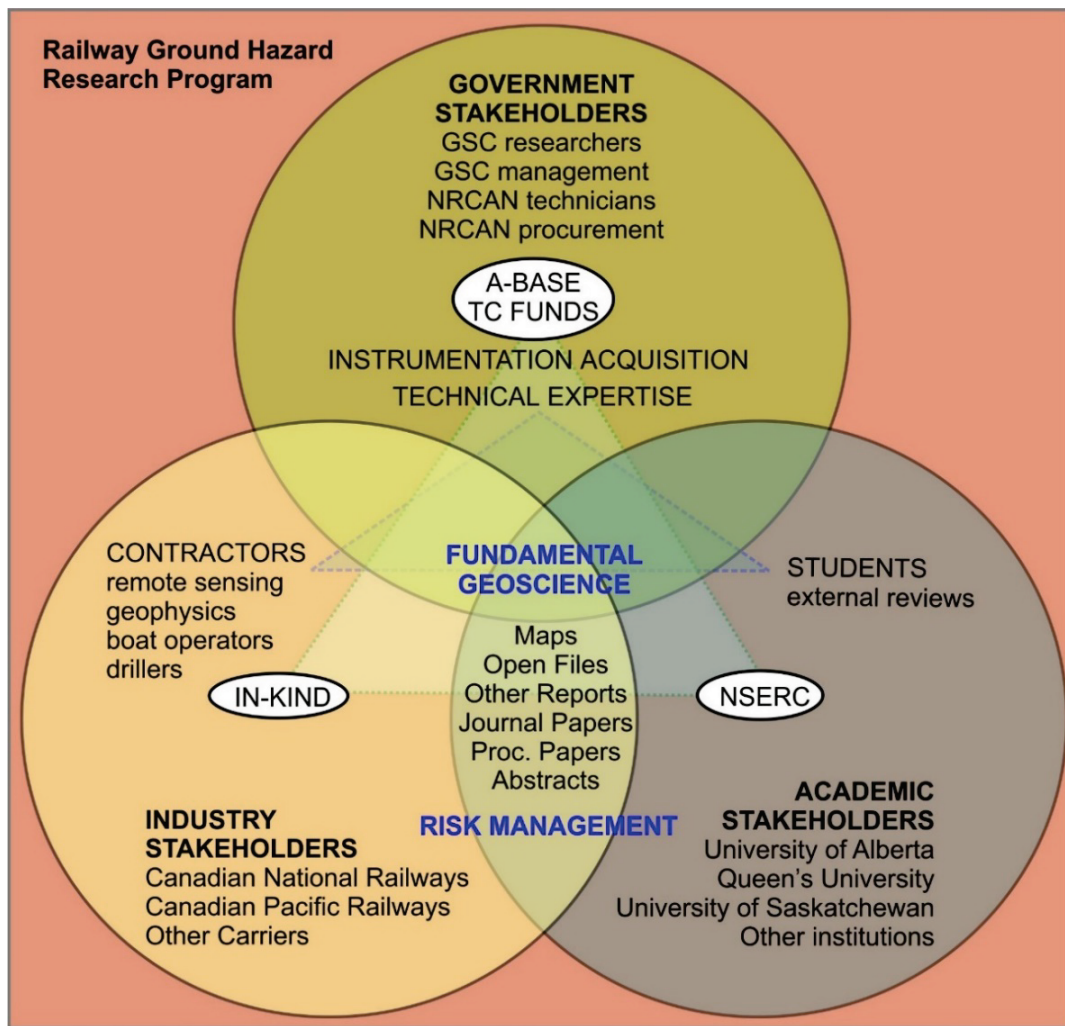 Railway Ground Hazard
Research Program
GOVERNMENT
STAKEHOLDERS
GSC researchers
GSC management
NRCAN technicians
NRCAN procurement
A-BASE
TC FUNDS
INSTRUMENTATION ACQUISITION
TECHNICAL EXPERTISE
CONTRACTORS
remote sensing
geophysics
boat operators
drillers
FUNDAMENTAL
GEOSCIENCE
STUDENTS
external reviews
Maps
Open Files
Other Reports
Journal Papers
Proc. Papers
Abstracts
IN-KIND
NSERC
RISK MANAGEMENT
INDUSTRY
STAKEHOLDERS
Canadian National Railways
Canadian Pacific Railways
Other Carriers
ACADEMIC
STAKEHOLDERS
University of Alberta
Queen's University
University of Saskatchewan
Other institutions